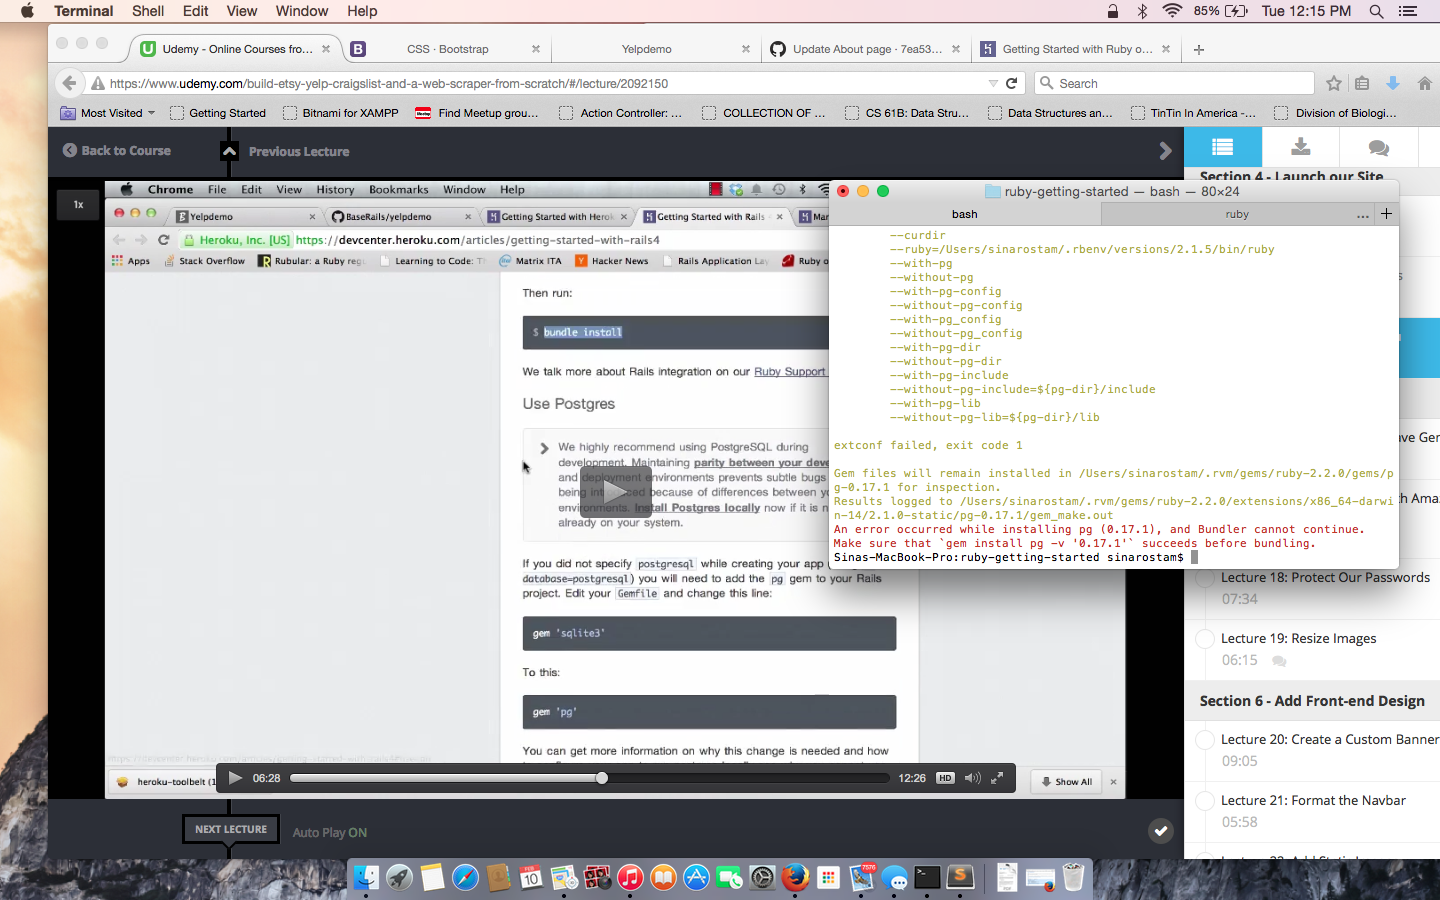 Terminal Shell Edit View Window Help
85% Tue 12:15 PM
Udemy - Online Courses fro...
CSS · Bootstrap
Yelpdemo
Update About page · 7ea53...
Getting Started with Ruby o...
https://www.udemy.com/build-etsy-yelp-craigslist-and-a-web-scraper-from-scratch/#/lecture/2092150
Search
Most Visited
Getting Started
Bitnami for XAMPP
Find Meetup grou...
Action Controller: ...
COLLECTION OF ...
CS 61B: Data Stru...
Data Structures an...
TinTin In America -...
Division of Biologi...
Back to Course
Previous Lecture
1x
Chrome File Edit View History Bookmarks Window Help
Yelpdemo
BaseRails/yelpdemo
Getting Started with Herok
Getting Started with Rails
Mar
Heroku, Inc. [US] https://devcenter.heroku.com/articles/getting-started-with-rails4
Apps
Stack Overflow
Rubular: a Ruby regu
Learning to Code: Th
Matrix ITA
Hacker News
Rails Application Lay
Ruby o
Then run:
$ bundle install
We talk more about Rails integration on our Ruby Support
Use Postgres
We highly recommend using PostgreSQL during
development. Maintaining parity between your deve
and deployment environments prevents subtle bugs
being introduced because of differences between yo
environments. Install Postgres locally now if it is n
already on your system.
If you did not specify postgresql while creating your app
database=postgresql) you will need to add the pg gem to your Rails
project. Edit your Gemfile and change this line:
gem 'sqlite3'
To this:
gem 'pg'
You can get more information on why this change is needed and how
heroku-toolbelt (1
Show All
06:28
12:26
HD
NEXT LECTURE
Auto Play ON
ruby-getting-started — bash — 80×24
bash
ruby
--curdir
--ruby=/Users/sinarostam/.rbenv/versions/2.1.5/bin/ruby
--with-pg
--without-pg
--with-pg-config
--without-pg-config
--with-pg_config
--without-pg_config
--with-pg-dir
--without-pg-dir
--with-pg-include
--without-pg-include=${pg-dir}/include
--with-pg-lib
--without-pg-lib=${pg-dir}/lib
extconf failed, exit code 1
Gem files will remain installed in /Users/sinarostam/.rvm/gems/ruby-2.2.0/gems/p
g-0.17.1 for inspection.
Results logged to /Users/sinarostam/.rvm/gems/ruby-2.2.0/extensions/x86_64-darwi
n-14/2.1.0-static/pg-0.17.1/gem_make.out
An error occurred while installing pg (0.17.1), and Bundler cannot continue.
Make sure that `gem install pg -v '0.17.1'` succeeds before bundling.
Sinas-MacBook-Pro:ruby-getting-started sinarostam$
Section 4 - Launch our Site
ave Gem
th Amaz
Lecture 18: Protect Our Passwords
07:34
Lecture 19: Resize Images
06:15
Section 6 - Add Front-end Design
Lecture 20: Create a Custom Banner
09:05
Lecture 21: Format the Navbar
05:58
FEB
10
7576